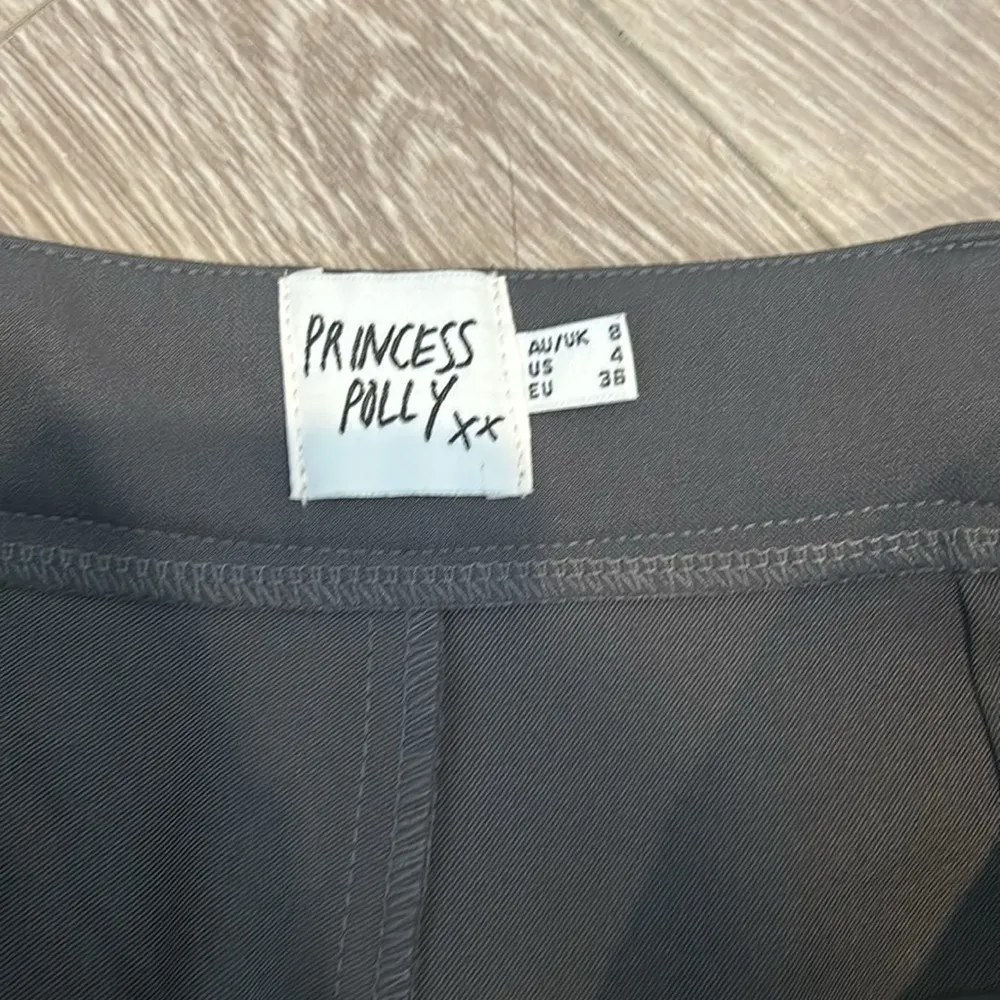 PRINCESS
POLLY xx
AU/UK 8
US 4
EU 36